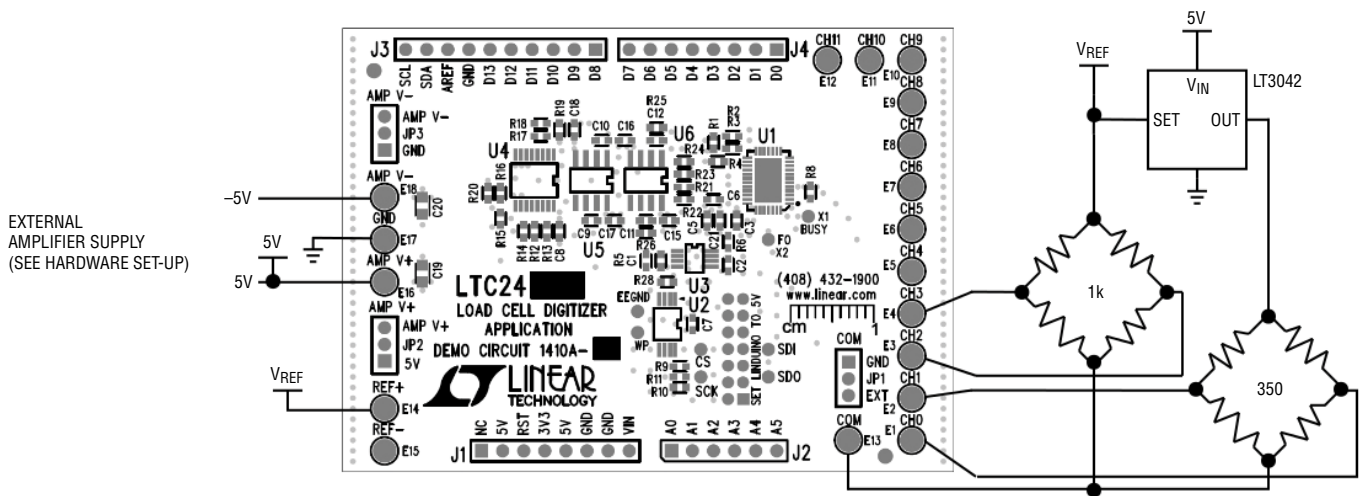 5V
VREF
LT3042
VIN
SET
OUT
J3
SCL
SDA
AREF
GND
D13
D12
D11
D10
D9
D8
D7
D6
D5
D4
D3
D2
D1
D0
J4
CH11
E12
CH10
E11
CH9
E10
CH8
E9
CH7
E8
CH6
E7
CH5
E6
CH4
E5
CH3
E4
CH2
E3
CH1
E2
CH0
E1
AMP V-
AMP V-
JP3
GND
AMP V-
E18
GND
E17
AMP V+
E16
AMP V+
AMP V+
JP2
5V
REF+
E14
REF-
E15
–5V
EXTERNAL
AMPLIFIER SUPPLY
(SEE HARDWARE SET-UP)
5V
5V
VREF
C20
C19
R18
R17
R19
C18
C10
C16
R25
C12
U6
R24
R23
R21
R1
R2
R3
R4
U1
R8
U4
R16
R20
R15
R14
R12
R13
C8
C9
C17
U5
C11
C15
R22
C5
C21
C6
C3
R6
C2
X1
BUSY
FO
X2
R26
R5
C1
R28
U3
U2
EEGND
WP
C7
CS
SCK
R9
R11
R10
SET LINDUINO TO 5V
SDI
SDO
LTC24
LOAD CELL DIGITIZER
APPLICATION
DEMO CIRCUIT 1410A-
LINEAR
TECHNOLOGY
(408) 432-1900
www.linear.com
cm
1
COM
GND
JP1
EXT
COM
E13
J1
NC
5V
RST
3V3
5V
GND
GND
VIN
A0
A1
A2
A3
A4
A5
J2
1k
350